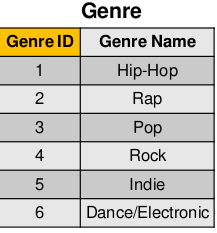 Genre
Genre ID Genre Name
1 Hip-Hop
2 Rap
3 Pop
4 Rock
5 Indie
6 Dance/Electronic